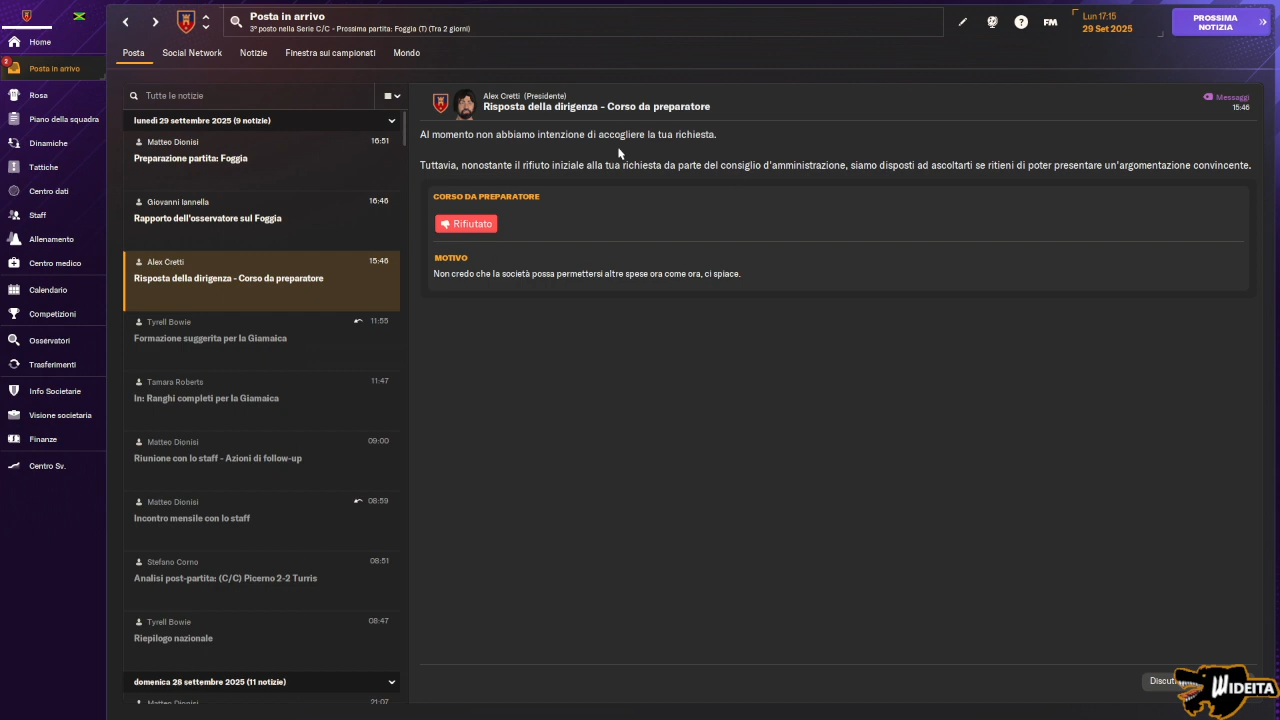 Posta in arrivo
3° posto nella Serie C/C - Prossima partita: Foggia (T) (Tra 2 giorni)
FM
Lun 17:15
29 Set 2025
PROSSIMA
NOTIZIA
Home
2
Posta in arrivo
Rosa
Piano della squadra
Dinamiche
Tattiche
Centro dati
Staff
Allenamento
Centro medico
Calendario
Competizioni
Osservatori
Trasferimenti
Info Societarie
Visione societaria
Finanze
Centro Sv.
Posta
Social Network
Notizie
Finestra sui campionati
Mondo
Tutte le notizie
lunedì 29 settembre 2025 (9 notizie)
Matteo Dionisi 16:51
Preparazione partita: Foggia
Giovanni Iannella 16:46
Rapporto dell'osservatore sul Foggia
Alex Cretti 15:46
Risposta della dirigenza - Corso da preparatore
Tyrell Bowie 11:55
Formazione suggerita per la Giamaica
Tamara Roberts 11:47
In: Ranghi completi per la Giamaica
Matteo Dionisi 09:00
Riunione con lo staff - Azioni di follow-up
Matteo Dionisi 08:59
Incontro mensile con lo staff
Stefano Corno 08:51
Analisi post-partita: (C/C) Picerno 2-2 Turris
Tyrell Bowie 08:47
Riepilogo nazionale
domenica 28 settembre 2025 (11 notizie)
Matteo Dionisi 21:07
Alex Cretti (Presidente)
Risposta della dirigenza - Corso da preparatore
Messaggi
15:46
Al momento non abbiamo intenzione di accogliere la tua richiesta.
Tuttavia, nonostante il rifiuto iniziale alla tua richiesta da parte del consiglio d'amministrazione, siamo disposti ad ascoltarti se ritieni di poter presentare un'argomentazione convincente.
CORSO DA PREPARATORE
Rifiutato
MOTIVO
Non credo che la società possa permettersi altre spese ora come ora, ci spiace.
WIDEITA